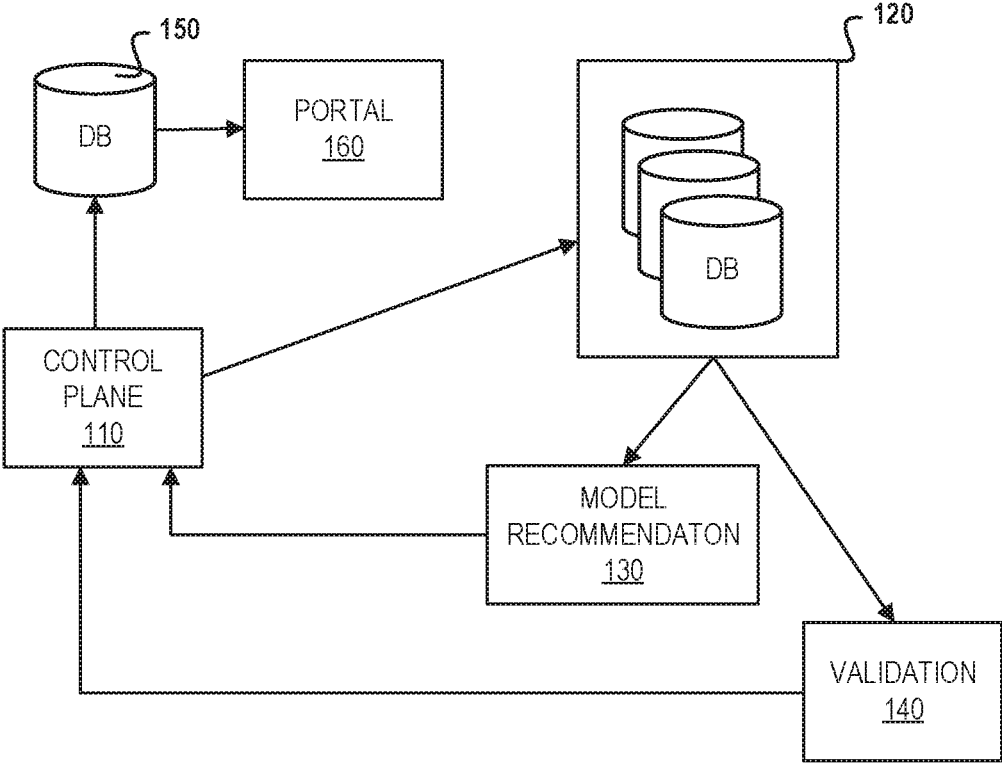 150
120
DB
PORTAL
160
DB
CONTROL
PLANE
110
MODEL
RECOMMENDATON
130
VALIDATION
140